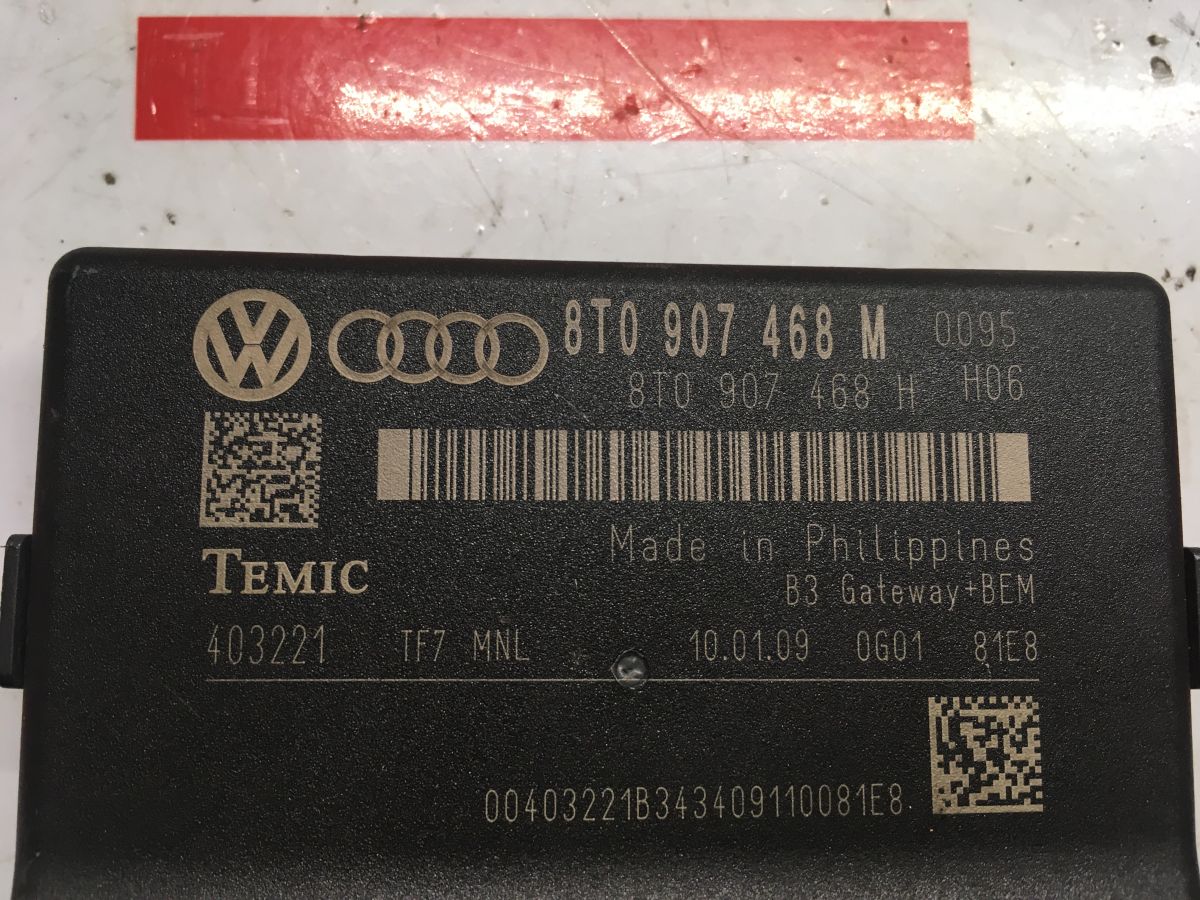 8T0 907 468 M 0095
8T0 907 468 H H06
Made in Philippines
TEMIC
B3 Gateway+BEM
403221 TF7 MNL 10.01.09 0G01 81E8
00403221B343409110081E8